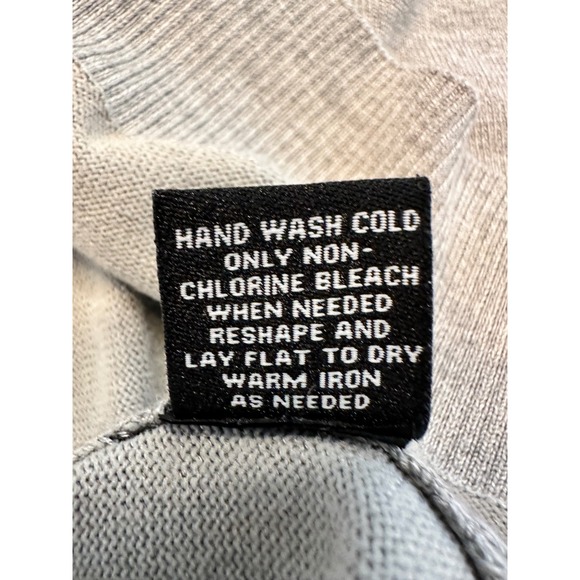 HAND WASH COLD
ONLY NON-
CHLORINE BLEACH
WHEN NEEDED
RESHAPE AND
LAY FLAT TO DRY
WARM IRON
AS NEEDED